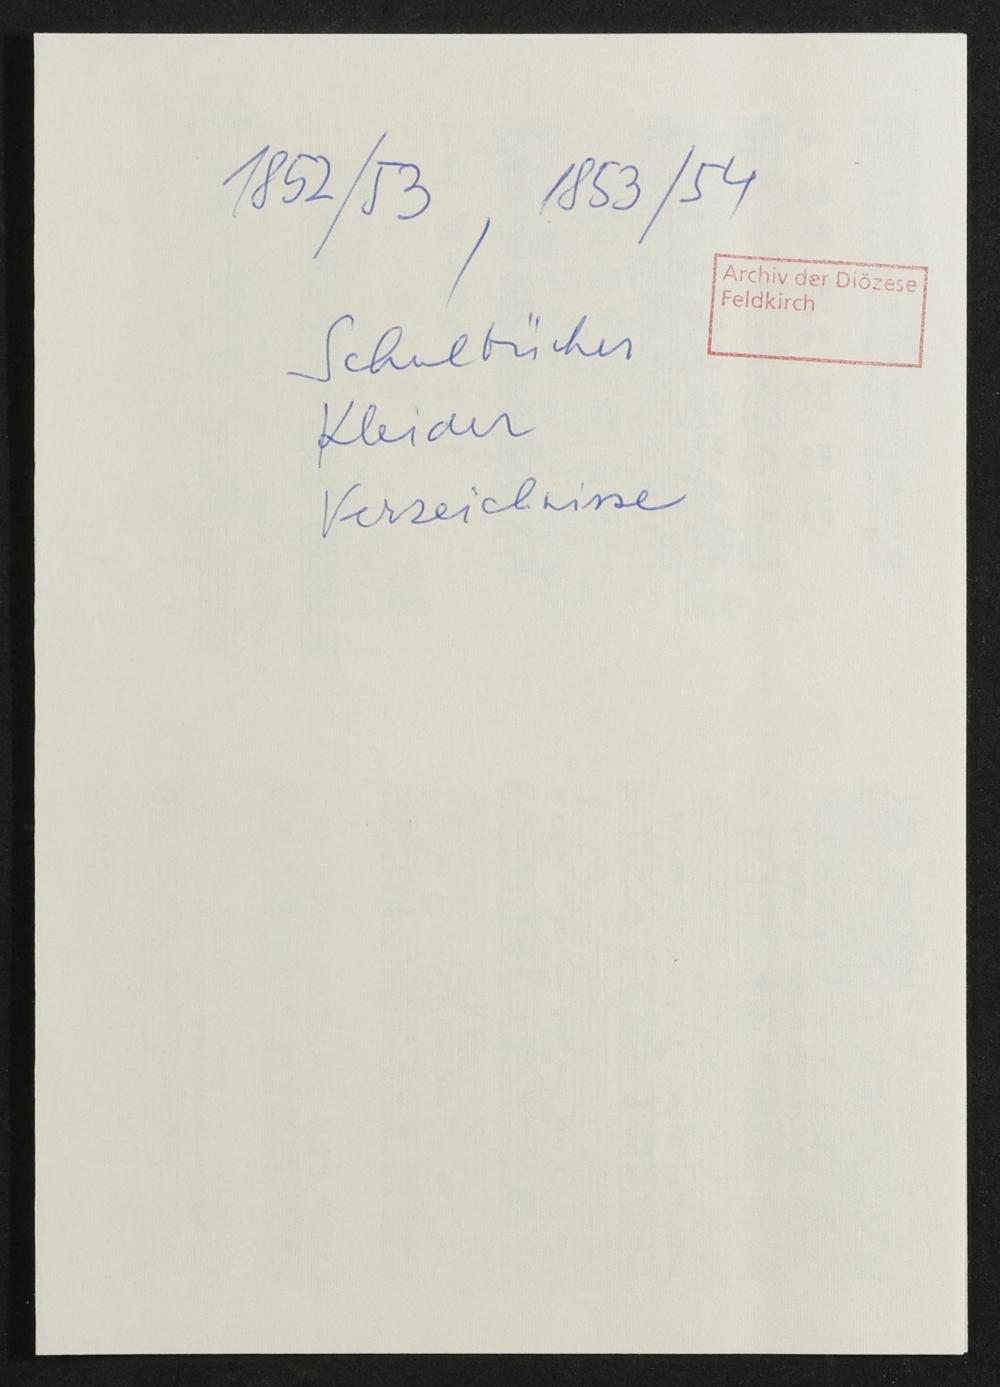 1852/53, 1853/54
Archiv der Diözese
Feldkirch
Schulbücher
Kleider
Verzeichnisse